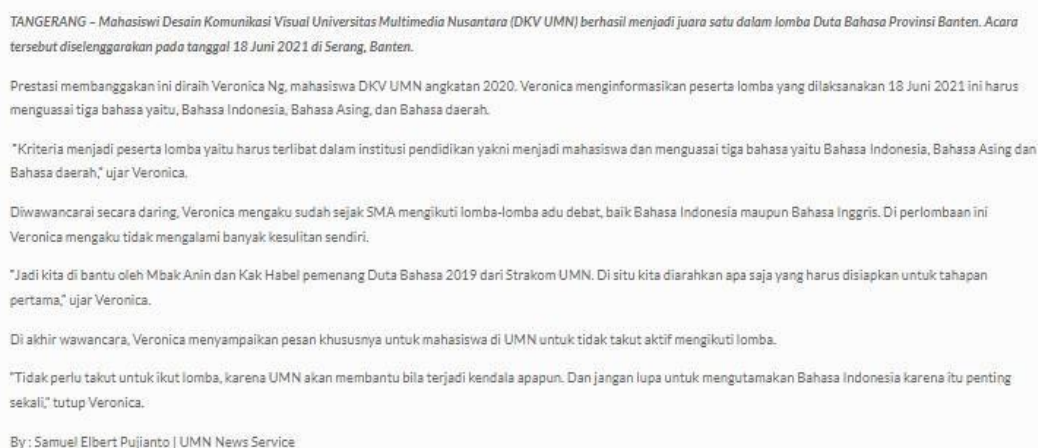 TANGERANG – Mahasiswi Desain Komunikasi Visual Universitas Multimedia Nusantara (DKV UMN) berhasil menjadi juara satu dalam lomba Duta Bahasa Provinsi Banten. Acara
tersebut diselenggarakan pada tanggal 18 Juni 2021 di Serang, Banten.
Prestasi membanggakan ini diraih Veronica Ng, mahasiswa DKV UMN angkatan 2020. Veronica menginformasikan peserta lomba yang dilaksanakan 18 Juni 2021 ini harus
menguasai tiga bahasa yaitu, Bahasa Indonesia, Bahasa Asing, dan Bahasa daerah.
"Kriteria menjadi peserta lomba yaitu harus terlibat dalam institusi pendidikan yakni menjadi mahasiswa dan menguasai tiga bahasa yaitu Bahasa Indonesia, Bahasa Asing dan
Bahasa daerah," ujar Veronica.
Diwawancarai secara daring, Veronica mengaku sudah sejak SMA mengikuti lomba-lomba adu debat, baik Bahasa Indonesia maupun Bahasa Inggris. Di perlombaan ini
Veronica mengaku tidak mengalami banyak kesulitan sendiri.
"Jadi kita di bantu oleh Mbak Anin dan Kak Habel pemenang Duta Bahasa 2019 dari Strakom UMN. Di situ kita diarahkan apa saja yang harus disiapkan untuk tahapan
pertama," ujar Veronica.
Di akhir wawancara, Veronica menyampaikan pesan khususnya untuk mahasiswa di UMN untuk tidak takut aktif mengikuti lomba.
"Tidak perlu takut untuk ikut lomba, karena UMN akan membantu bila terjadi kendala apapun. Dan jangan lupa untuk mengutamakan Bahasa Indonesia karena itu penting
sekali," tutup Veronica.
By : Samuel Elbert Pujianto | UMN News Service